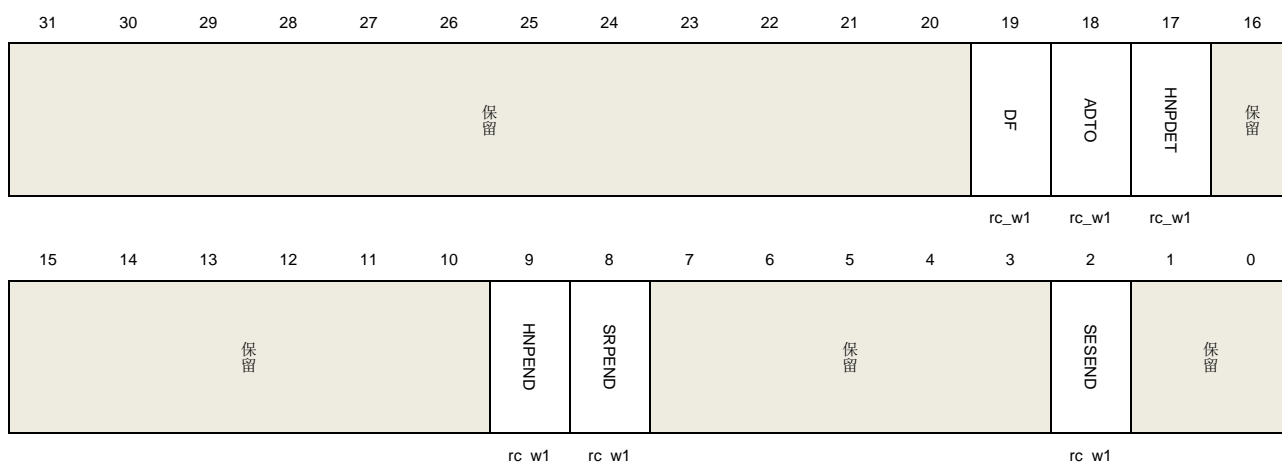 31 30 29 28 27 26 25 24 23 22 21 20 19 18 17 16
保留 DF ADTO HNPDET 保留
rc_w1 rc_w1 rc_w1
15 14 13 12 11 10 9 8 7 6 5 4 3 2 1 0
保留 HNPEND SRPEND 保留 SESEND 保留
rc_w1 rc_w1 rc_w1